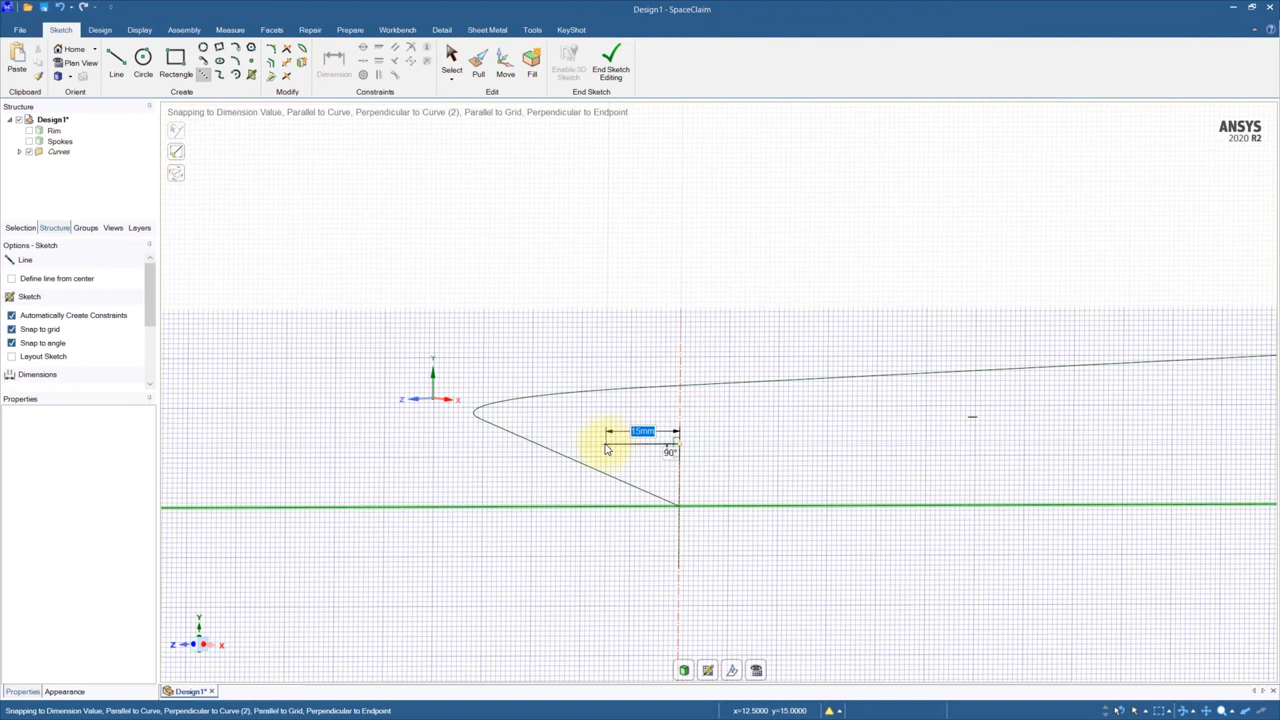 Design1 - SpaceClaim
File Sketch Design Display Assembly Measure Facets Repair Prepare Workbench Detail Sheet Metal Tools KeyShot
Paste
Home
Plan View
Line Circle Rectangle
Dimension
Select Pull Move Fill
Enable 3D Sketch
End Sketch Editing
Clipboard Orient Create Modify Constraints Edit End Sketch
Structure
Design1*
Rim
Spokes
Curves
Selection Structure Groups Views Layers
Options - Sketch
Line
Define line from center
Sketch
Automatically Create Constraints
Snap to grid
Snap to angle
Layout Sketch
Dimensions
Properties
Snapping to Dimension Value, Parallel to Curve, Perpendicular to Curve (2), Parallel to Grid, Perpendicular to Endpoint
ANSYS
2020 R2
Y
Z
X
15mm
90°
Y
Z
X
Properties Appearance
Design1*
Snapping to Dimension Value, Parallel to Curve, Perpendicular to Curve (2), Parallel to Grid, Perpendicular to Endpoint
x=12.5000 y=15.0000